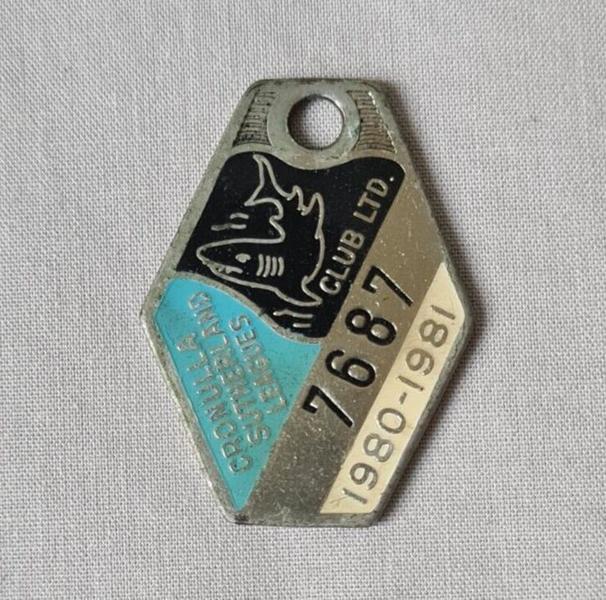 CRONULLA
SUTHERLAND
LEAGUES
CLUB LTD.
7687
1980-1981